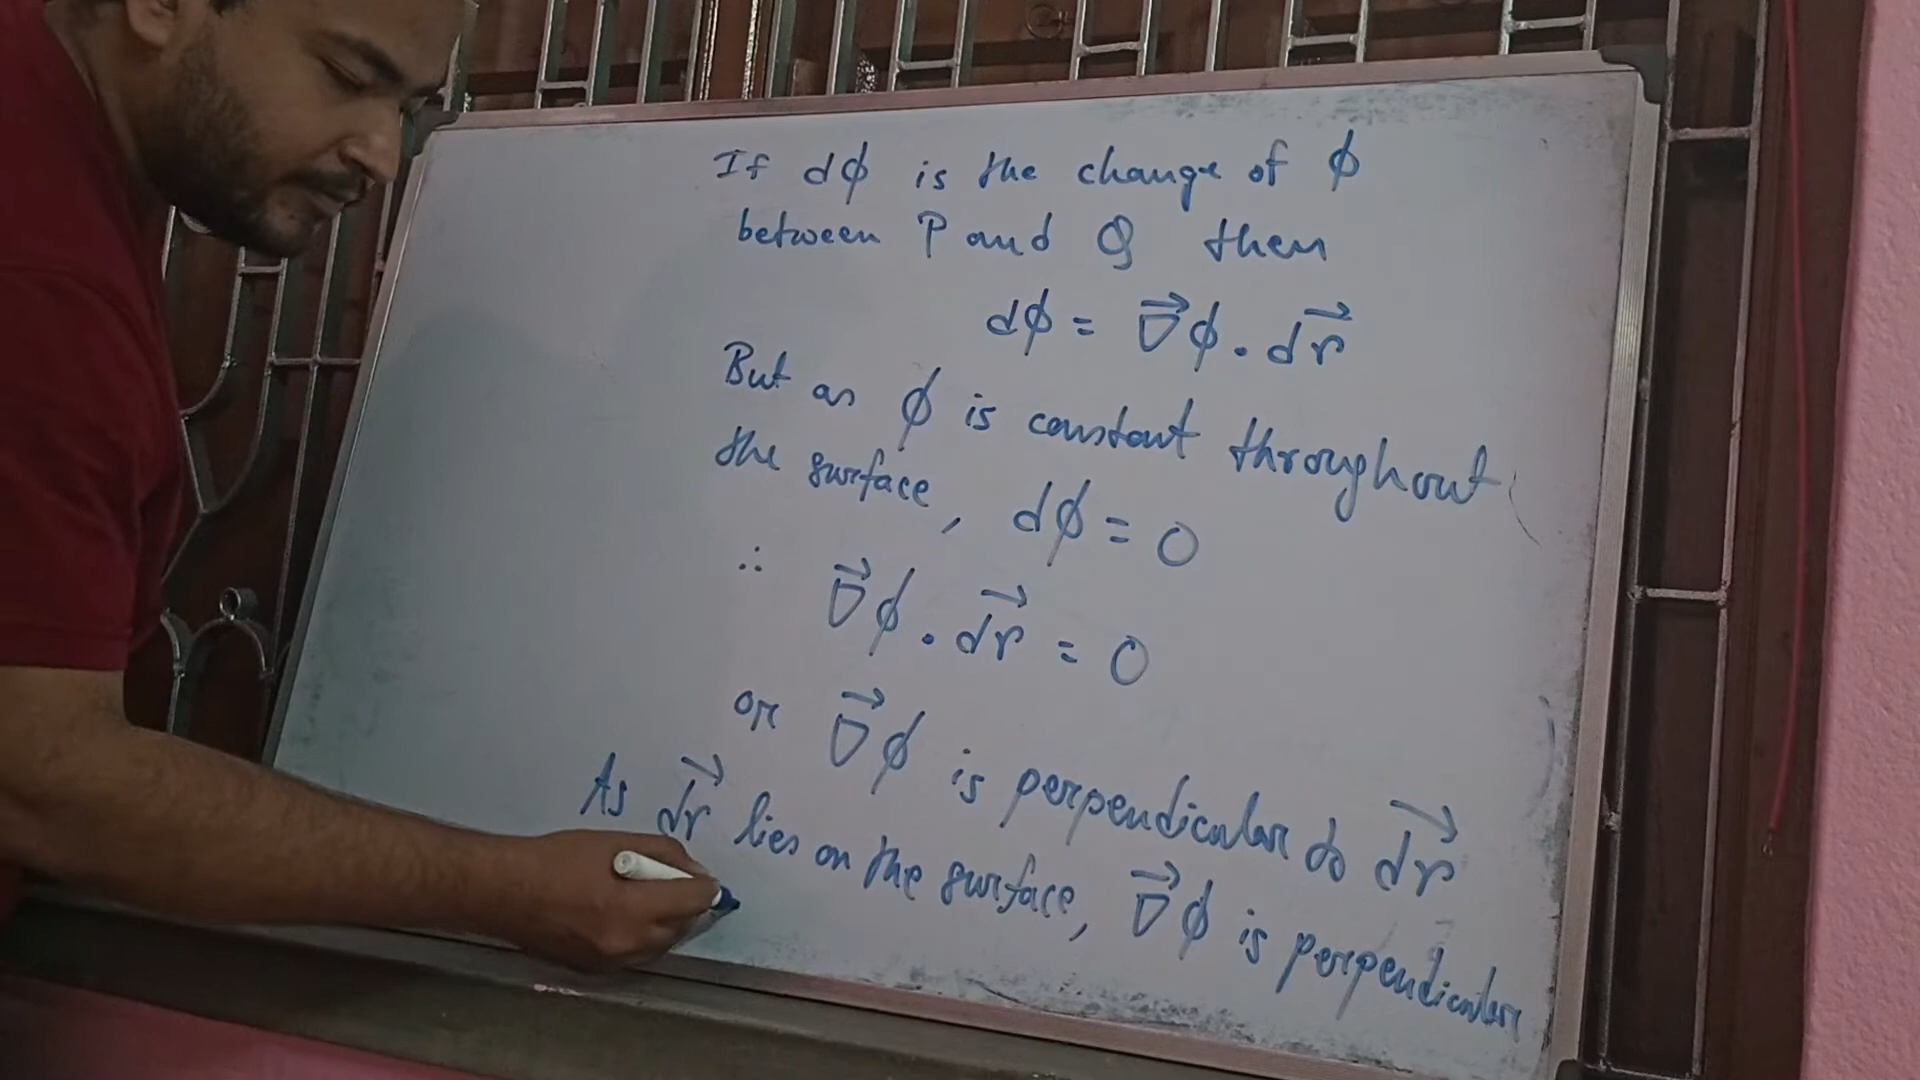 If dϕ is the change of ϕ
between P and Q then
dϕ = ∇⃗ϕ . dr⃗
But as ϕ is constant throughout
the surface, dϕ = 0
∴ ∇⃗ϕ . dr⃗ = 0
or ∇⃗ϕ is perpendicular to dr⃗
As dr⃗ lies on the surface, ∇⃗ϕ is perpendicular